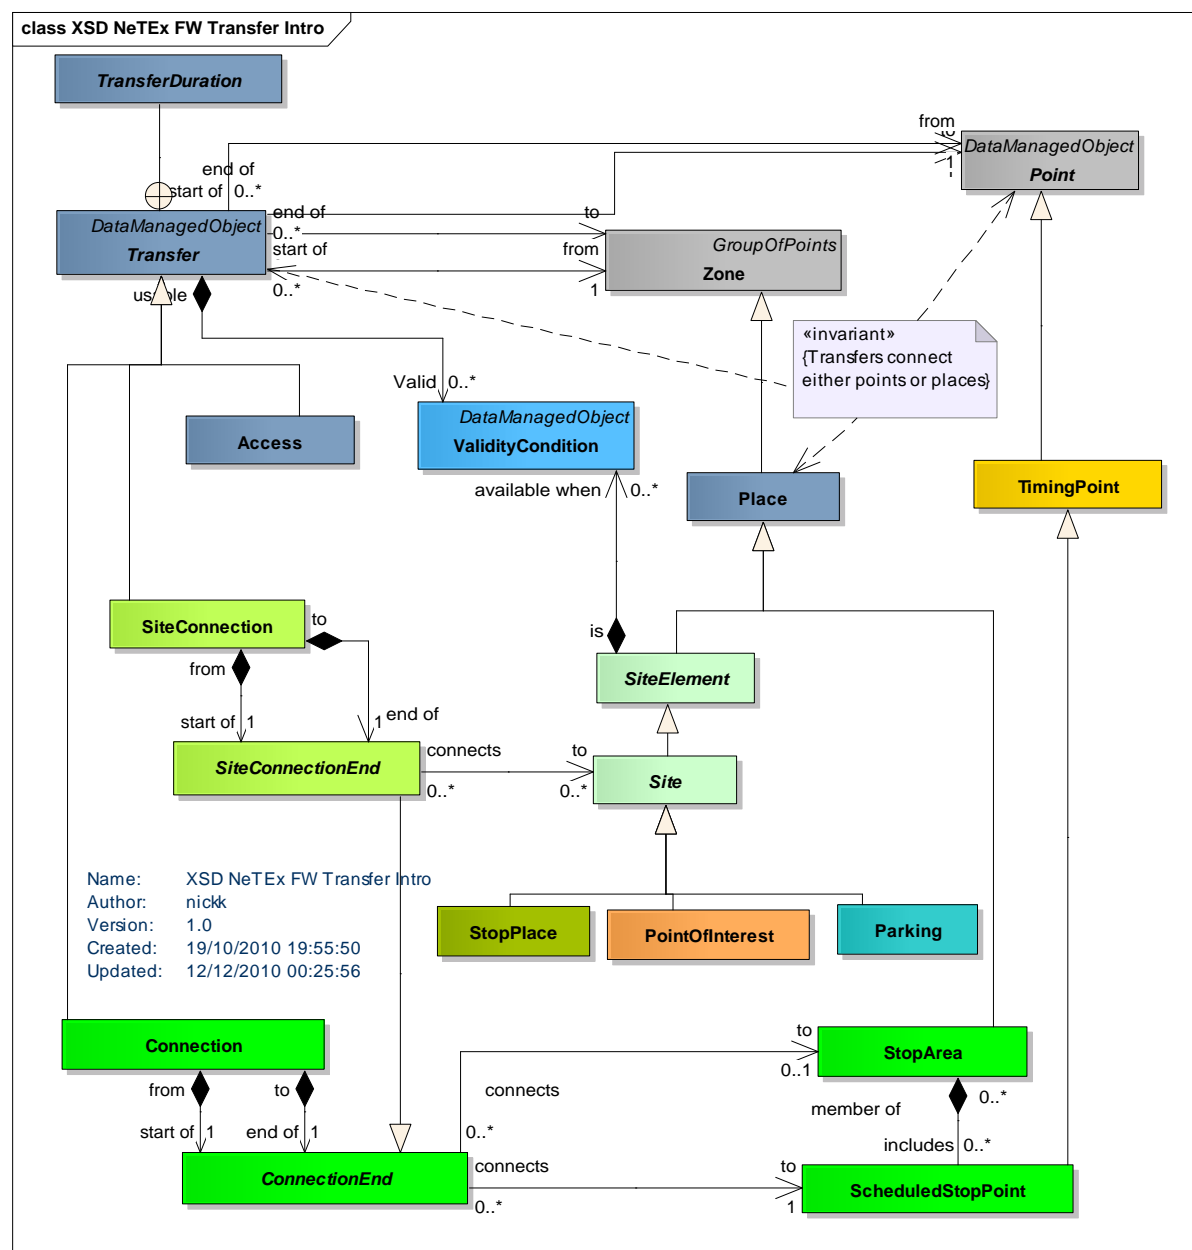 class XSD NeTEx FW Transfer Intro
TransferDuration
from
to
1
DataManagedObject
Point
end of
start of 0..*
DataManagedObject
Transfer
end of
0..*
start of
0..*
to
from
1
GroupOfPoints
Zone
usable
«invariant»
{Transfers connect
either points or places}
Valid 0..*
DataManagedObject
ValidityCondition
Access
available when 0..*
Place
TimingPoint
SiteConnection
to
from
is
SiteElement
start of 1
1 end of
SiteConnectionEnd
connects
0..*
to
0..*
Site
Name: XSD NeTEx FW Transfer Intro
Author: nickk
Version: 1.0
Created: 19/10/2010 19:55:50
Updated: 12/12/2010 00:25:56
StopPlace
PointOfInterest
Parking
Connection
from
to
start of 1
end of 1
to
0..1
StopArea
connects
0..*
member of
0..*
includes 0..*
ConnectionEnd
connects
0..*
to
1
ScheduledStopPoint